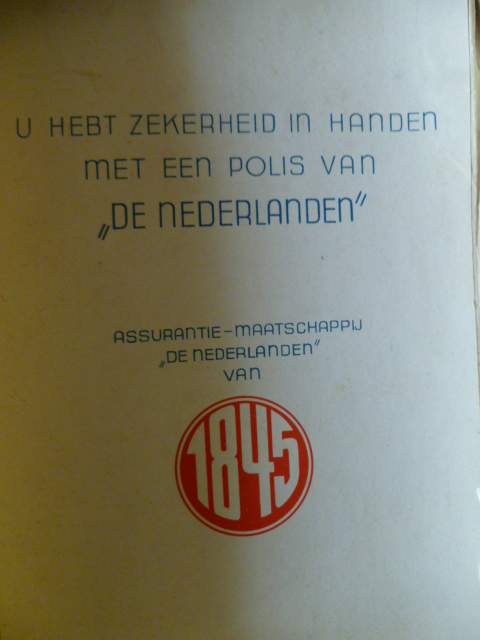 U HEBT ZEKERHEID IN HANDEN
MET EEN POLIS VAN
„DE NEDERLANDEN"
ASSURANTIE-MAATSCHAPPIJ
„DE NEDERLANDEN"
VAN
1845